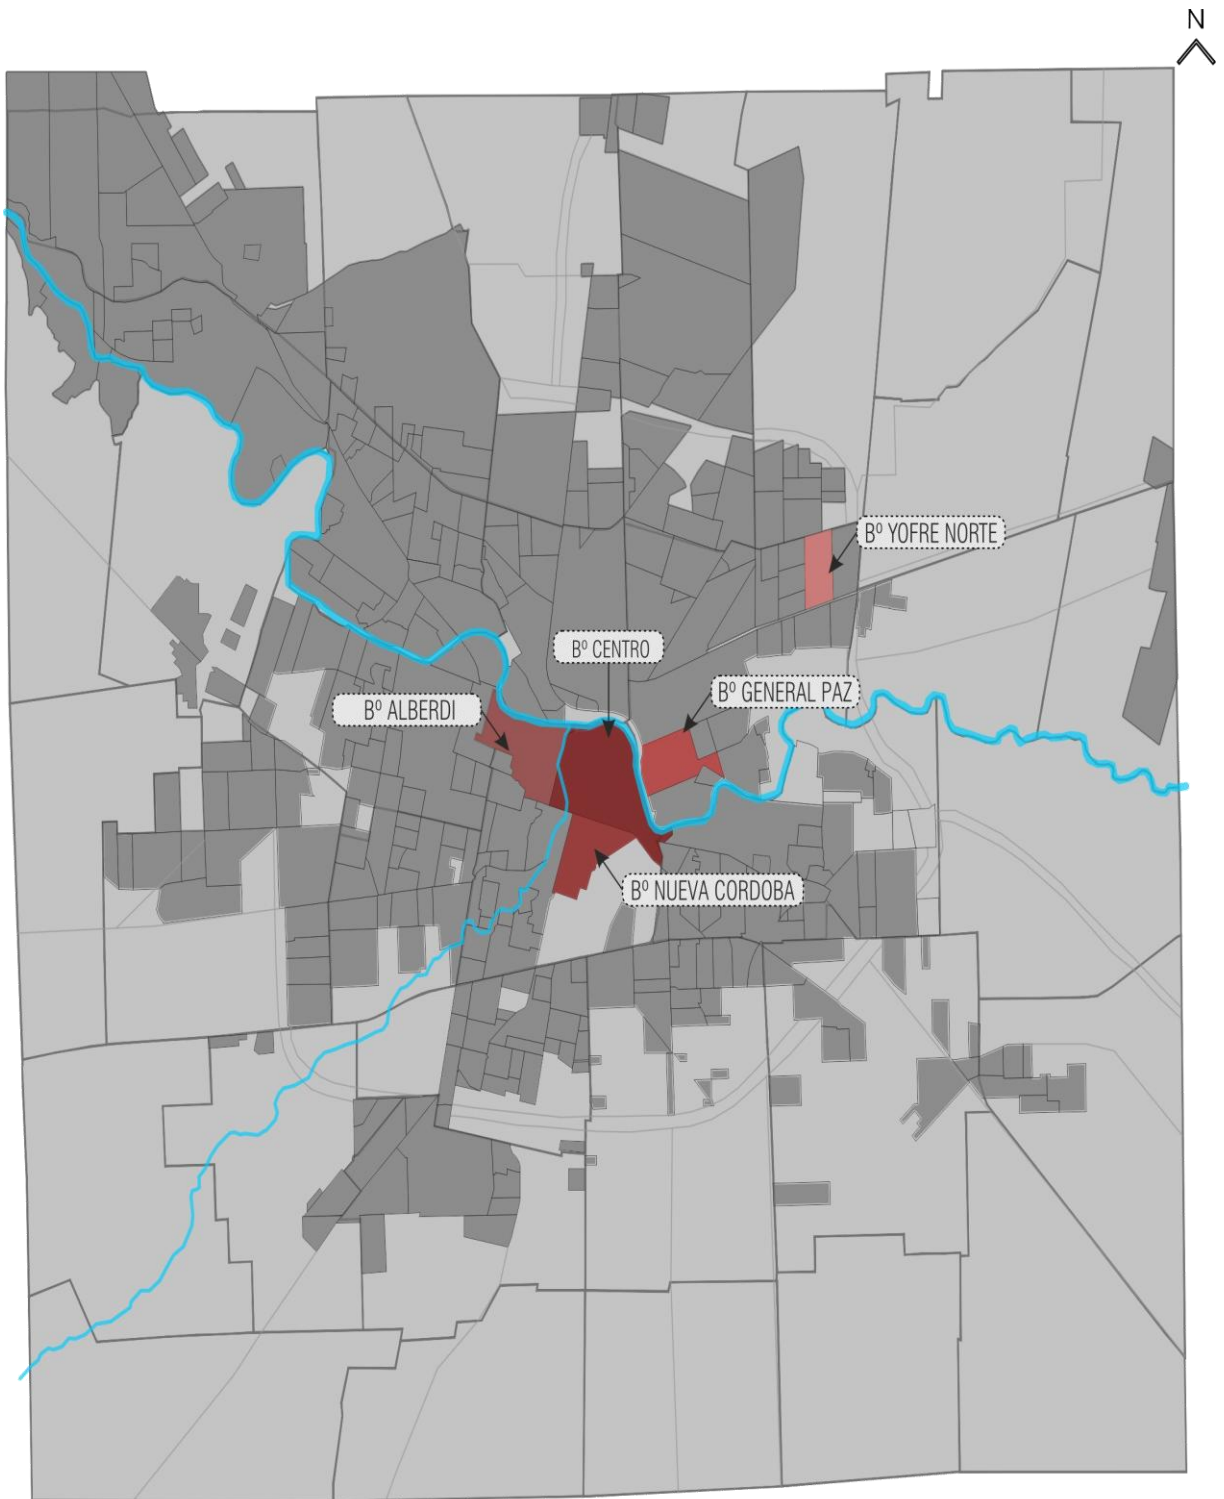 N
Bº YOFRE NORTE
Bº CENTRO
Bº GENERAL PAZ
Bº ALBERDI
Bº NUEVA CORDOBA